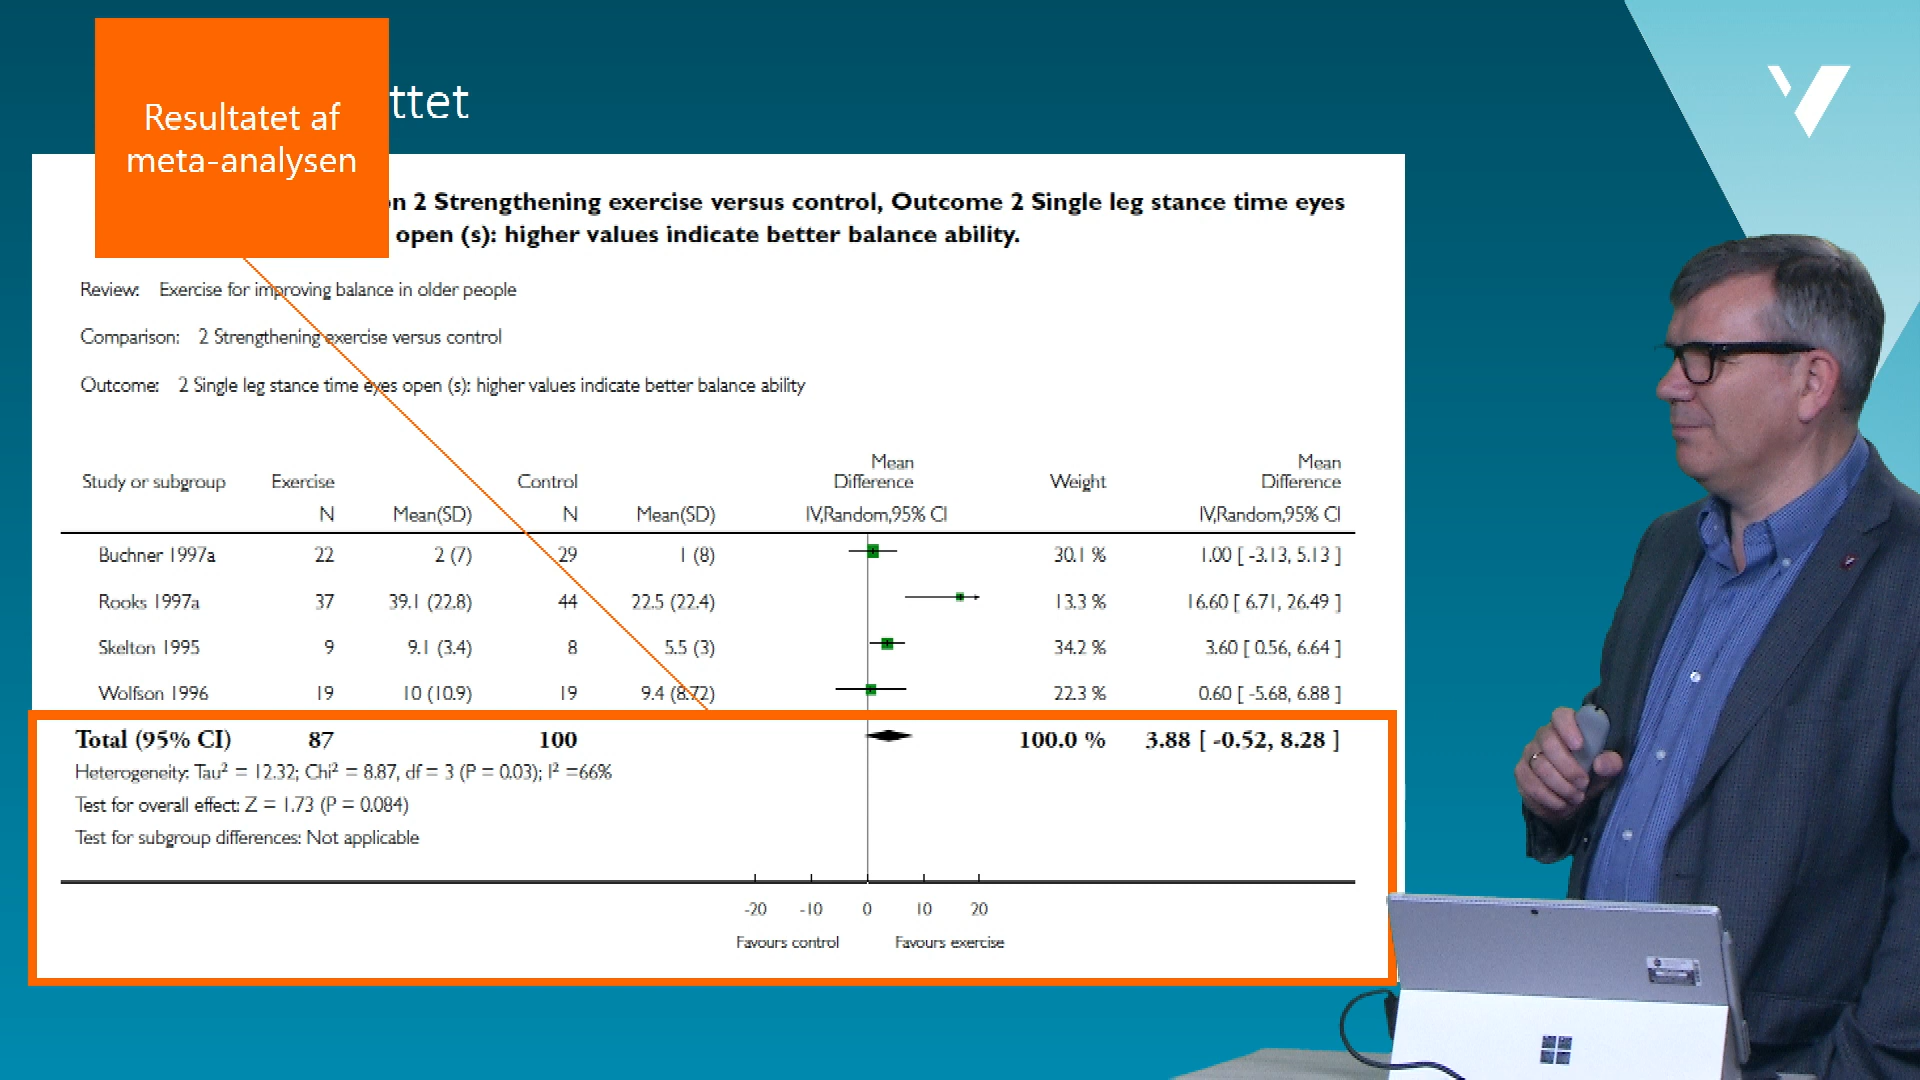 Resultatet af
meta-analysen
ttet
n 2 Strengthening exercise versus control, Outcome 2 Single leg stance time eyes
open (s): higher values indicate better balance ability.
Review: Exercise for improving balance in older people
Comparison: 2 Strengthening exercise versus control
Outcome: 2 Single leg stance time eyes open (s): higher values indicate better balance ability
Mean Mean
Study or subgroup Exercise Control Difference Weight Difference
N Mean(SD) N Mean(SD) IV,Random,95% CI IV,Random,95% CI
Buchner 1997a 22 2 (7) 29 1 (8) 30.1 % 1.00 [ -3.13, 5.13 ]
Rooks 1997a 37 39.1 (22.8) 44 22.5 (22.4) 13.3 % 16.60 [ 6.71, 26.49 ]
Skelton 1995 9 9.1 (3.4) 8 5.5 (3) 34.2 % 3.60 [ 0.56, 6.64 ]
Wolfson 1996 19 10 (10.9) 19 9.4 (8.72) 22.3 % 0.60 [ -5.68, 6.88 ]
Total (95% CI) 87 100 100.0 % 3.88 [ -0.52, 8.28 ]
Heterogeneity: Tau² = 12.32; Chi² = 8.87, df = 3 (P = 0.03); I² =66%
Test for overall effect: Z = 1.73 (P = 0.084)
Test for subgroup differences: Not applicable
-20 -10 0 10 20
Favours control Favours exercise